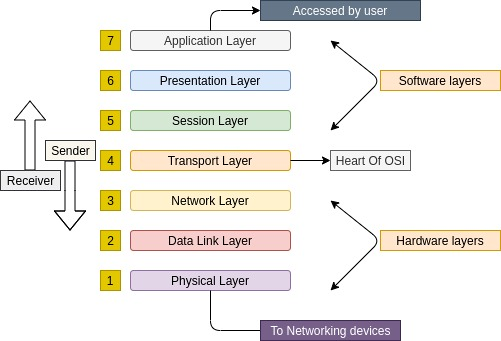 Accessed by user
7 Application Layer
6 Presentation Layer Software layers
5 Session Layer
Sender
4 Transport Layer Heart Of OSI
Receiver
3 Network Layer
2 Data Link Layer Hardware layers
1 Physical Layer
To Networking devices